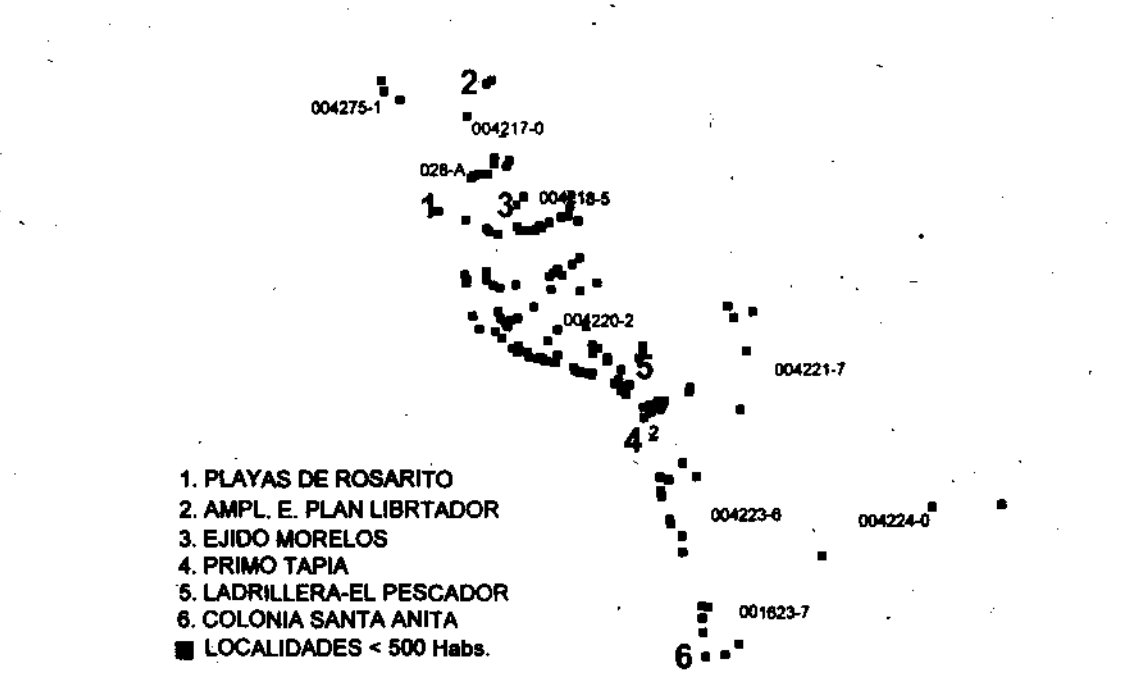 2
004275-1
004217-0
028-A
1
3
004218-5
004220-2
5
004221-7
4 2
1. PLAYAS DE ROSARITO
2. AMPL. E. PLAN LIBRTADOR
3. EJIDO MORELOS
4. PRIMO TAPIA
5. LADRILLERA-EL PESCADOR
6. COLONIA SANTA ANITA
LOCALIDADES < 500 Habs.
004223-6
004224-0
001623-7
6